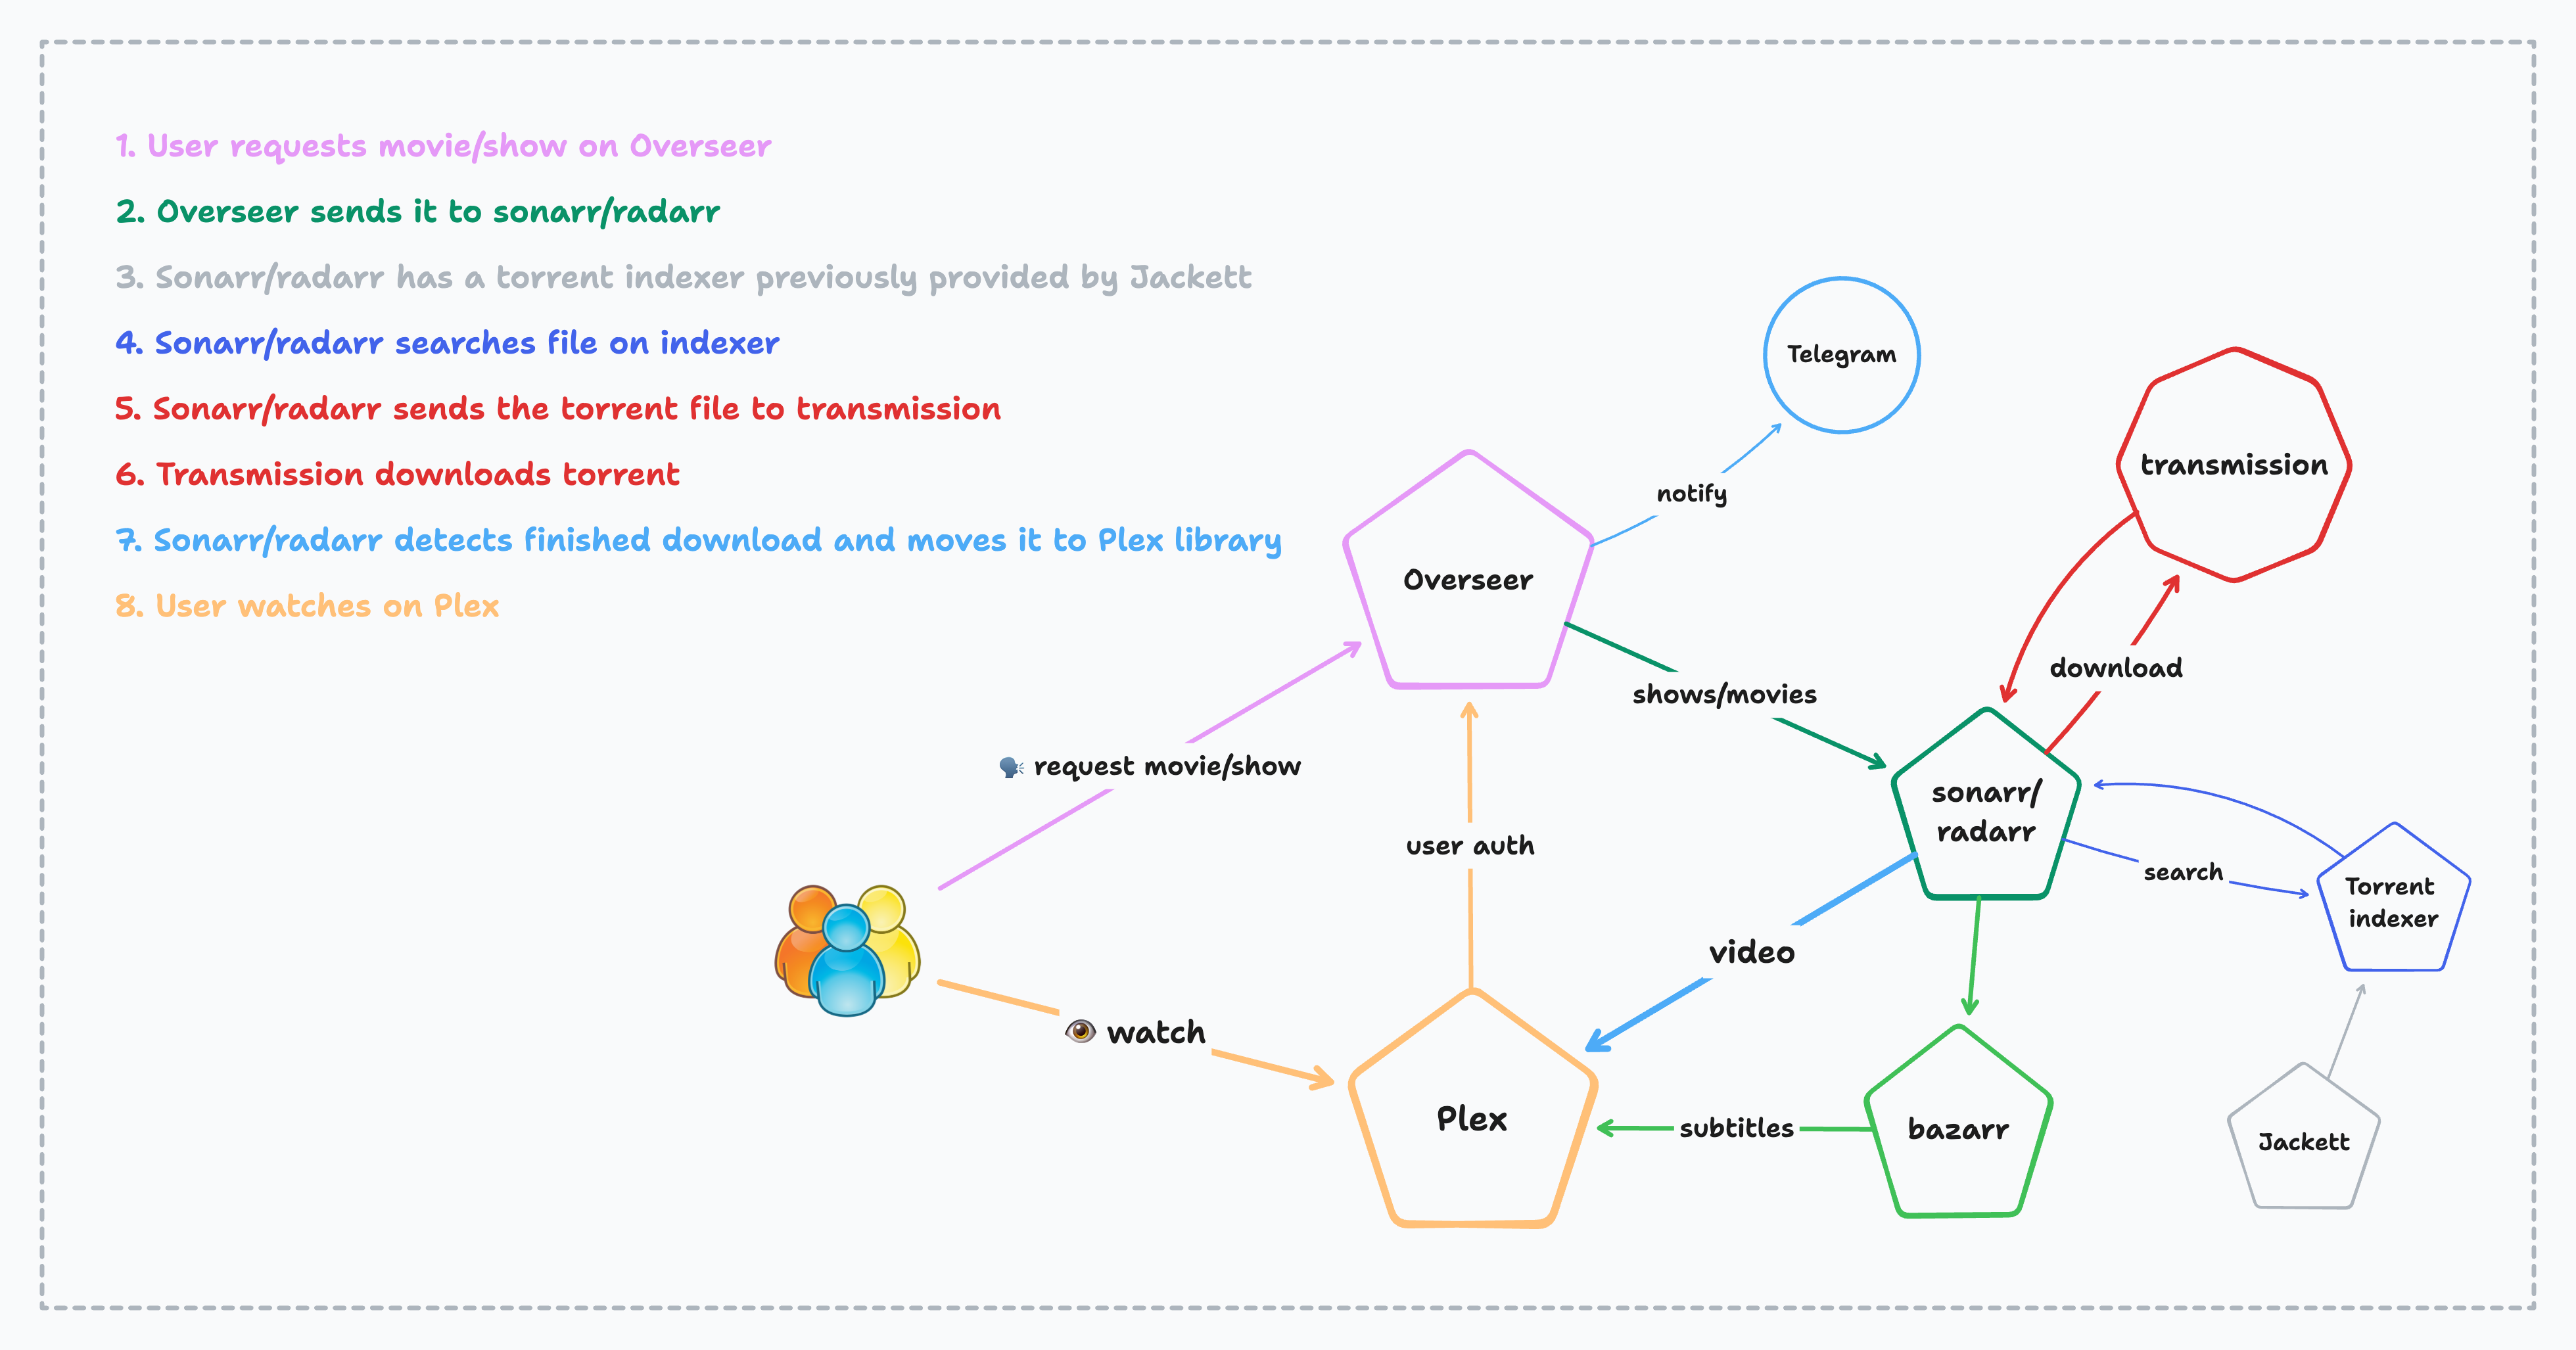 1. User requests movie/show on Overseer
2. Overseer sends it to sonarr/radarr
3. Sonarr/radarr has a torrent indexer previously provided by Jackett
4. Sonarr/radarr searches file on indexer
5. Sonarr/radarr sends the torrent file to transmission
6. Transmission downloads torrent
7. Sonarr/radarr detects finished download and moves it to Plex library
8. User watches on Plex
Telegram
transmission
notify
Overseer
download
shows/movies
🗣️ request movie/show
sonarr/
radarr
user auth
search
Torrent
indexer
video
👁️ watch
Plex
subtitles
bazarr
Jackett